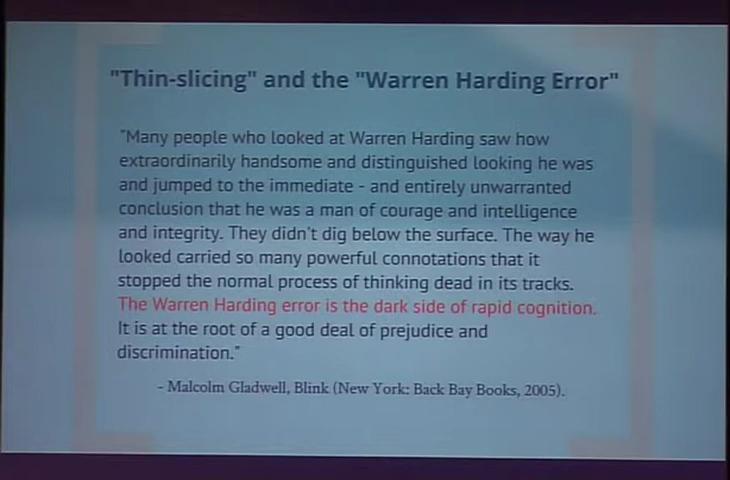 "Thin-slicing" and the "Warren Harding Error"
"Many people who looked at Warren Harding saw how
extraordinarily handsome and distinguished looking he was
and jumped to the immediate - and entirely unwarranted
conclusion that he was a man of courage and intelligence
and integrity. They didn't dig below the surface. The way he
looked carried so many powerful connotations that it
stopped the normal process of thinking dead in its tracks.
The Warren Harding error is the dark side of rapid cognition.
It is at the root of a good deal of prejudice and
discrimination."
- Malcolm Gladwell, Blink (New York: Back Bay Books, 2005).